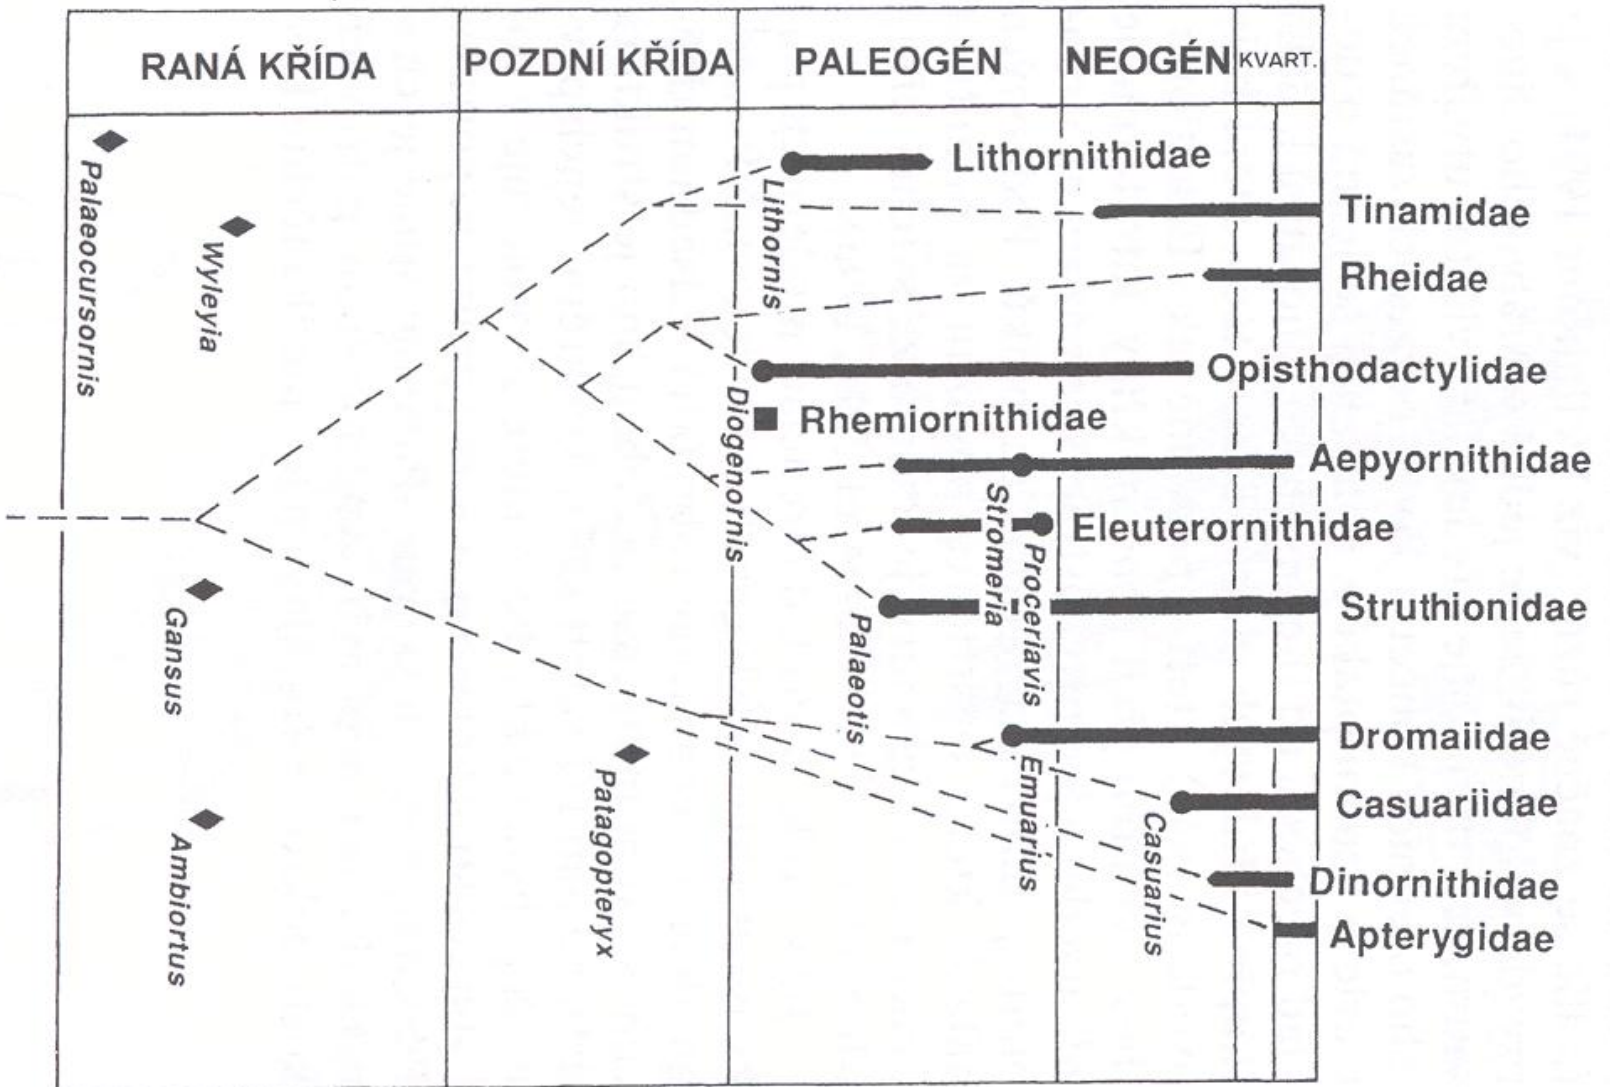 RANÁ KŘÍDA
POZDNÍ KŘÍDA
PALEOGÉN
NEOGÉN
KVART.
Palaeocursornis
Wyleyia
Lithornithidae
Lithornis
Tinamidae
Rheidae
Opisthodactylidae
Diogenornis
Rhemiornithidae
Aepyornithidae
Stromeria
Eleuterornithidae
Proceriavis
Struthionidae
Palaeotis
Gansus
Dromaiidae
Emuarius
Casuariidae
Casuarius
Patagopteryx
Ambiortus
Dinornithidae
Apterygidae